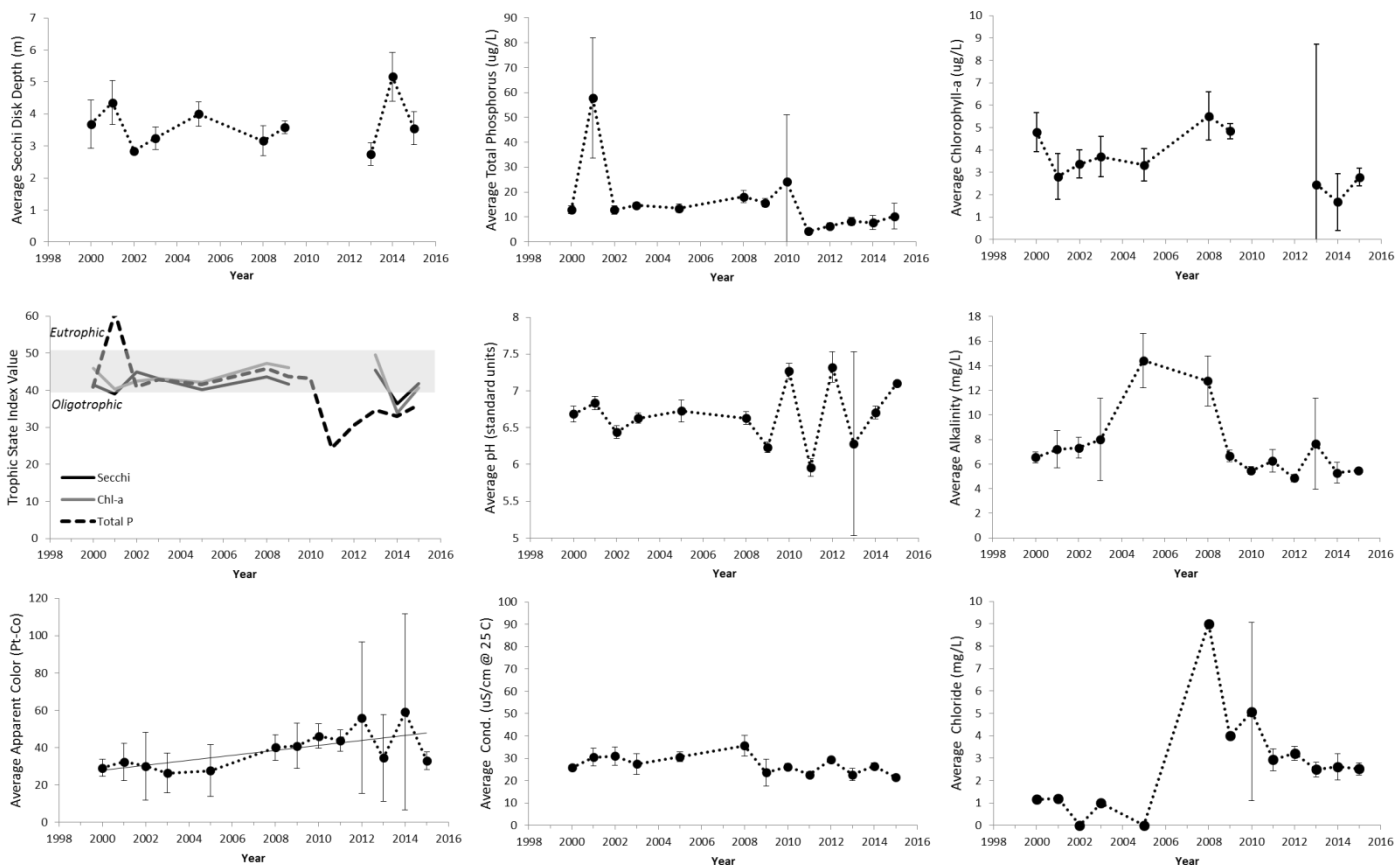 Average Secchi Disk Depth (m)
7
6
5
4
3
2
1
0
1998 2000 2002 2004 2006 2008 2010 2012 2014 2016
Year
Average Total Phosphorus (ug/L)
90
80
70
60
50
40
30
20
10
0
1998 2000 2002 2004 2006 2008 2010 2012 2014 2016
Year
Average Chlorophyll-a (ug/L)
10
9
8
7
6
5
4
3
2
1
0
1998 2000 2002 2004 2006 2008 2010 2012 2014 2016
Year
Trophic State Index Value
60
50
40
30
20
10
0
Eutrophic
Oligotrophic
Secchi
Chl-a
Total P
1998 2000 2002 2004 2006 2008 2010 2012 2014 2016
Year
Average pH (standard units)
8
7.5
7
6.5
6
5.5
5
1998 2000 2002 2004 2006 2008 2010 2012 2014 2016
Year
Average Alkalinity (mg/L)
18
16
14
12
10
8
6
4
2
0
1998 2000 2002 2004 2006 2008 2010 2012 2014 2016
Year
Average Apparent Color (Pt-Co)
120
100
80
60
40
20
0
1998 2000 2002 2004 2006 2008 2010 2012 2014 2016
Year
Average Cond. (uS/cm @ 25 C)
100
90
80
70
60
50
40
30
20
10
0
1998 2000 2002 2004 2006 2008 2010 2012 2014 2016
Year
Average Chloride (mg/L)
10
9
8
7
6
5
4
3
2
1
0
1998 2000 2002 2004 2006 2008 2010 2012 2014 2016
Year